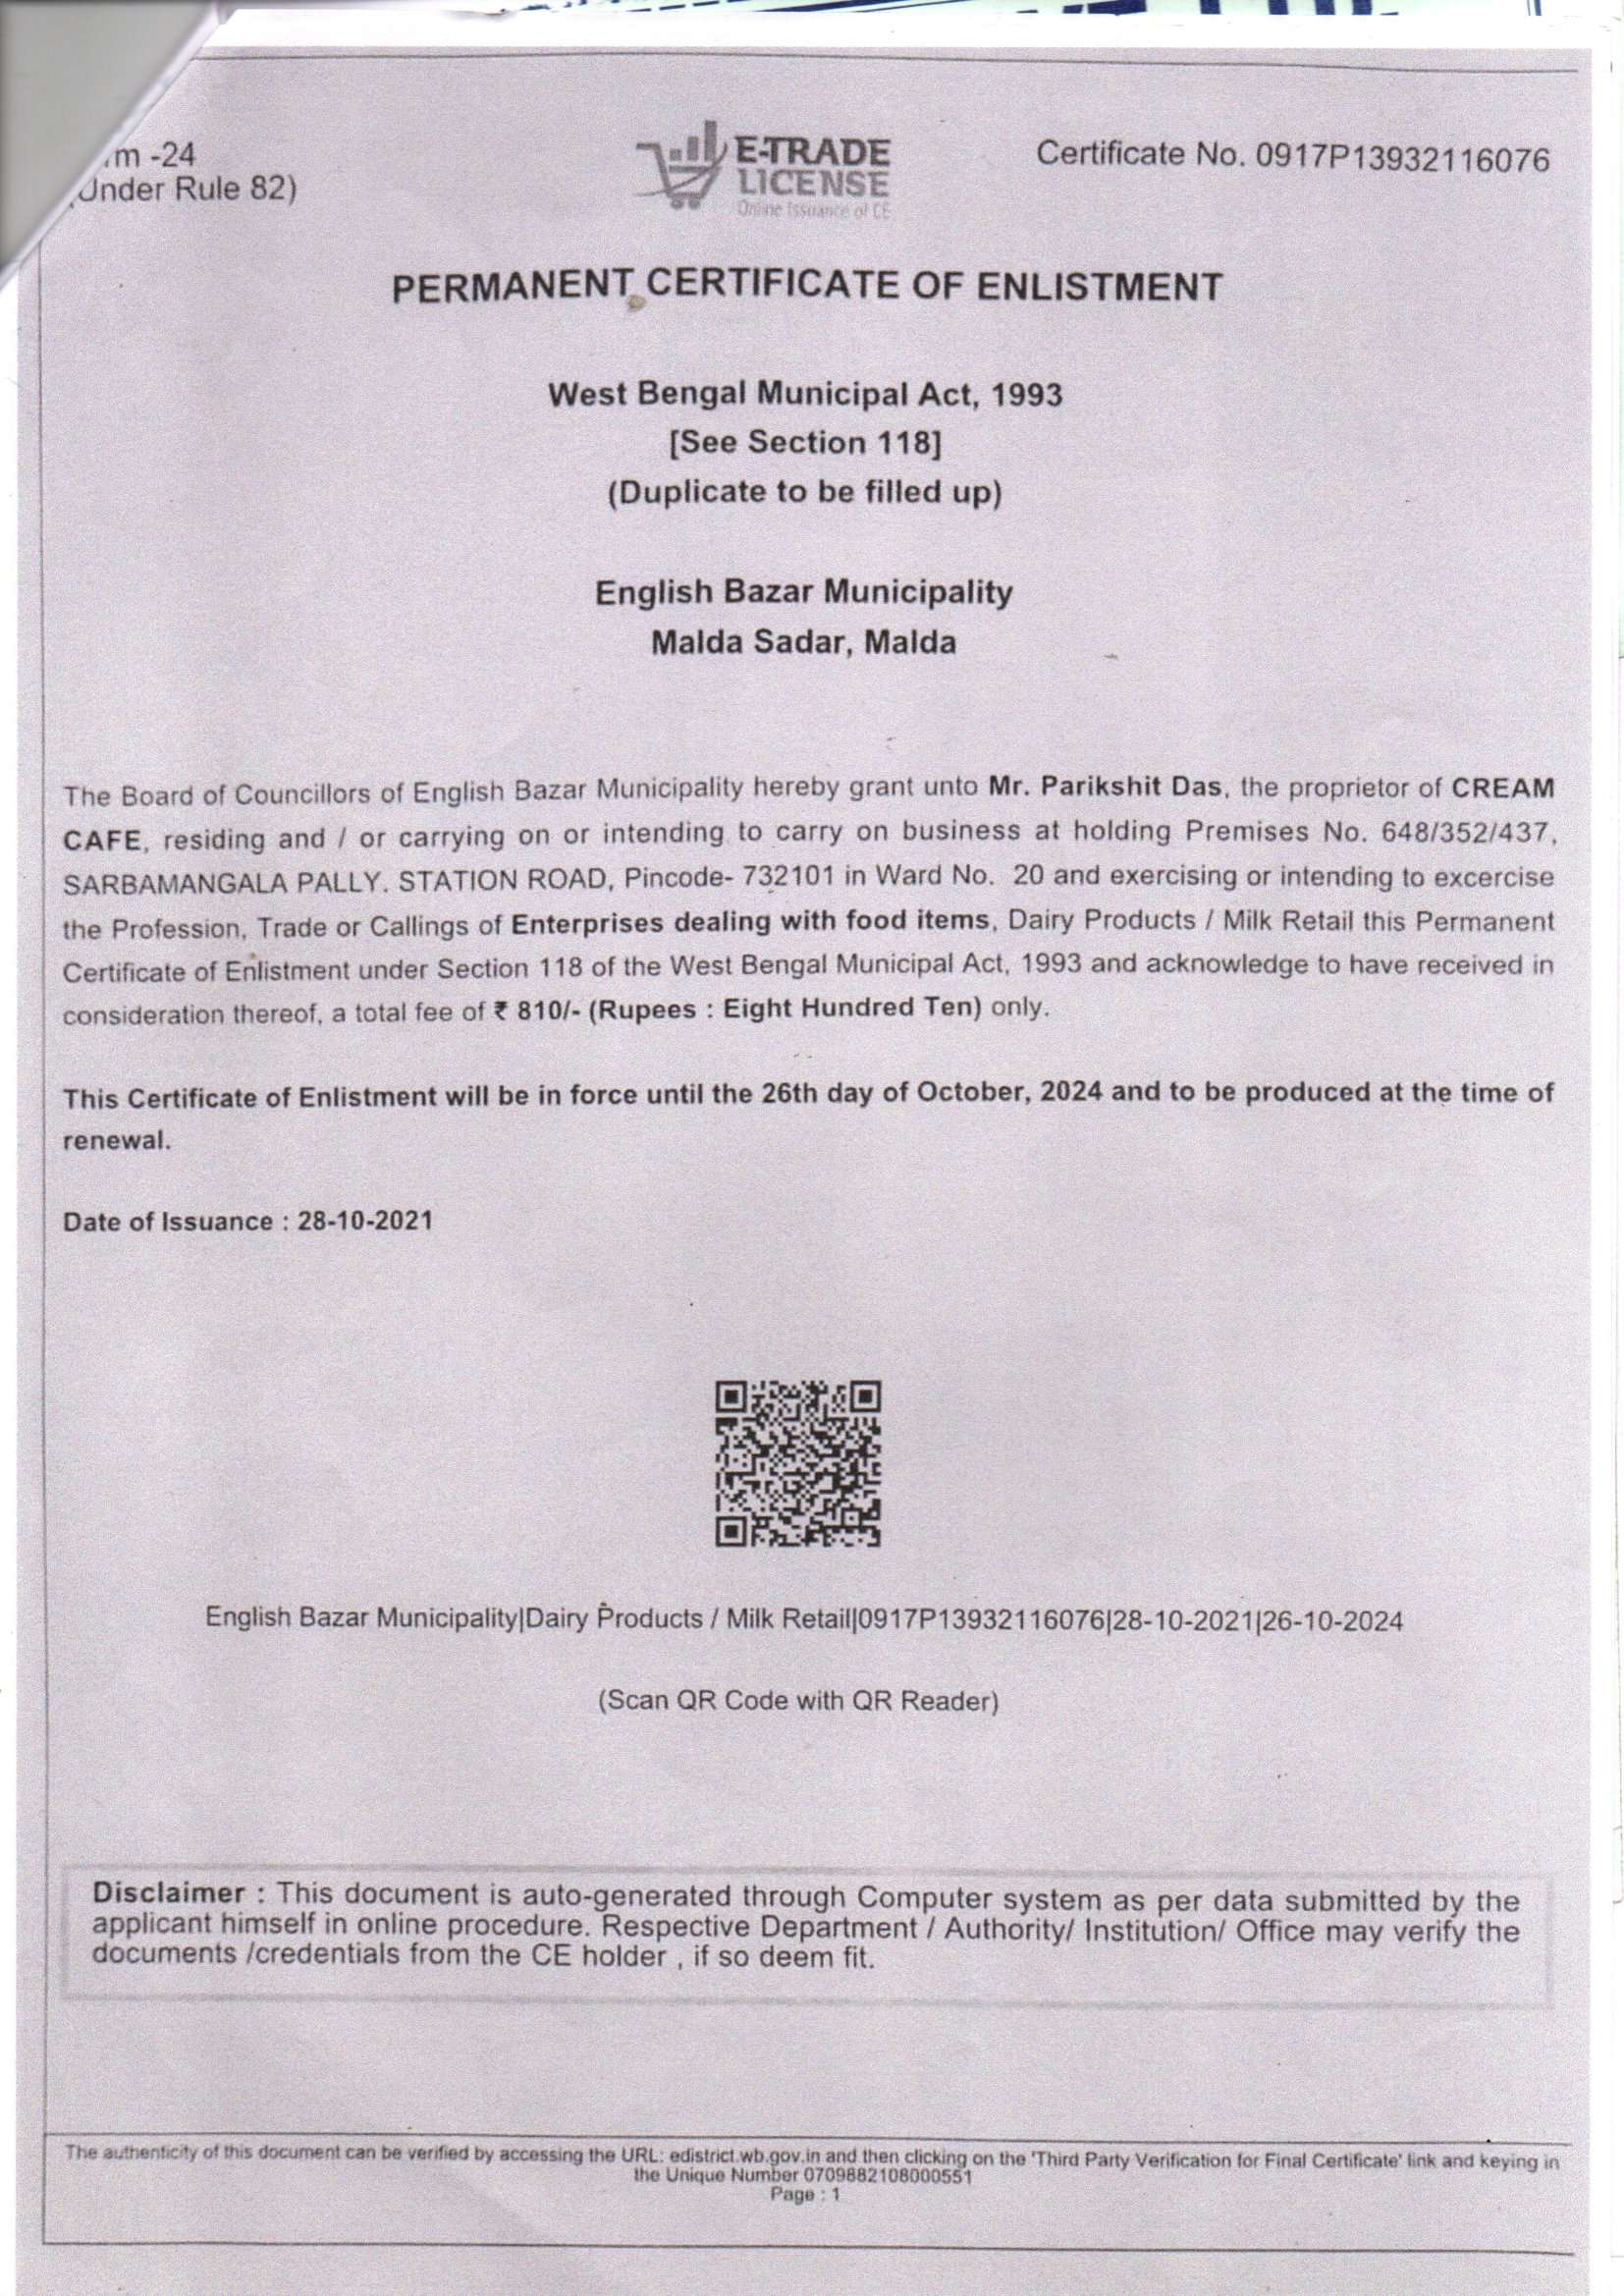 m -24
Under Rule 82)
E-TRADE
LICENSE
Online Issuance of CE
Certificate No. 0917P13932116076
PERMANENT CERTIFICATE OF ENLISTMENT
West Bengal Municipal Act, 1993
[See Section 118]
(Duplicate to be filled up)
English Bazar Municipality
Malda Sadar, Malda
The Board of Councillors of English Bazar Municipality hereby grant unto Mr. Parikshit Das, the proprietor of CREAM
CAFE, residing and / or carrying on or intending to carry on business at holding Premises No. 648/352/437,
SARBAMANGALA PALLY. STATION ROAD, Pincode- 732101 in Ward No. 20 and exercising or intending to excercise
the Profession, Trade or Callings of Enterprises dealing with food items, Dairy Products / Milk Retail this Permanent
Certificate of Enlistment under Section 118 of the West Bengal Municipal Act, 1993 and acknowledge to have received in
consideration thereof, a total fee of ₹ 810/- (Rupees : Eight Hundred Ten) only.
This Certificate of Enlistment will be in force until the 26th day of October, 2024 and to be produced at the time of
renewal.
Date of Issuance : 28-10-2021
English Bazar Municipality|Dairy Products / Milk Retail|0917P13932116076|28-10-2021|26-10-2024
(Scan QR Code with QR Reader)
Disclaimer : This document is auto-generated through Computer system as per data submitted by the
applicant himself in online procedure. Respective Department / Authority/ Institution/ Office may verify the
documents /credentials from the CE holder , if so deem fit.
The authenticity of this document can be verified by accessing the URL: edistrict.wb.gov.in and then clicking on the 'Third Party Verification for Final Certificate' link and keying in
the Unique Number 0709882108000551
Page : 1